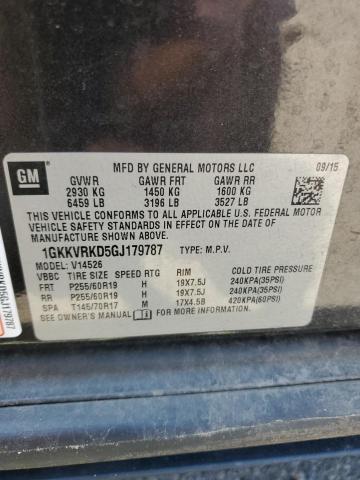 GM
MFD BY GENERAL MOTORS LLC 09/15
GVWR GAWR FRT GAWR RR
2930 KG 1450 KG 1600 KG
6459 LB 3196 LB 3527 LB
THIS VEHICLE CONFORMS TO ALL APPLICABLE U.S. FEDERAL MOTOR
VEHICLE SAFETY STANDARDS IN EFFECT ON THE DATE OF
MANUFACTURE SHOWN ABOVE.
1GKKVRKD5GJ179787 TYPE: M.P.V.
VBBC: V14526
TIRE SIZE SPEED RTG RIM COLD TIRE PRESSURE
FRT P255/60R19 H 19X7.5J 240KPA(35PSI)
RR P255/60R19 H 19X7.5J 240KPA(35PSI)
SPA T145/70R17 M 17X4.5B 420KPA(60PSI)
SEE OWNER'S MANUAL FOR MORE INFORMATION.